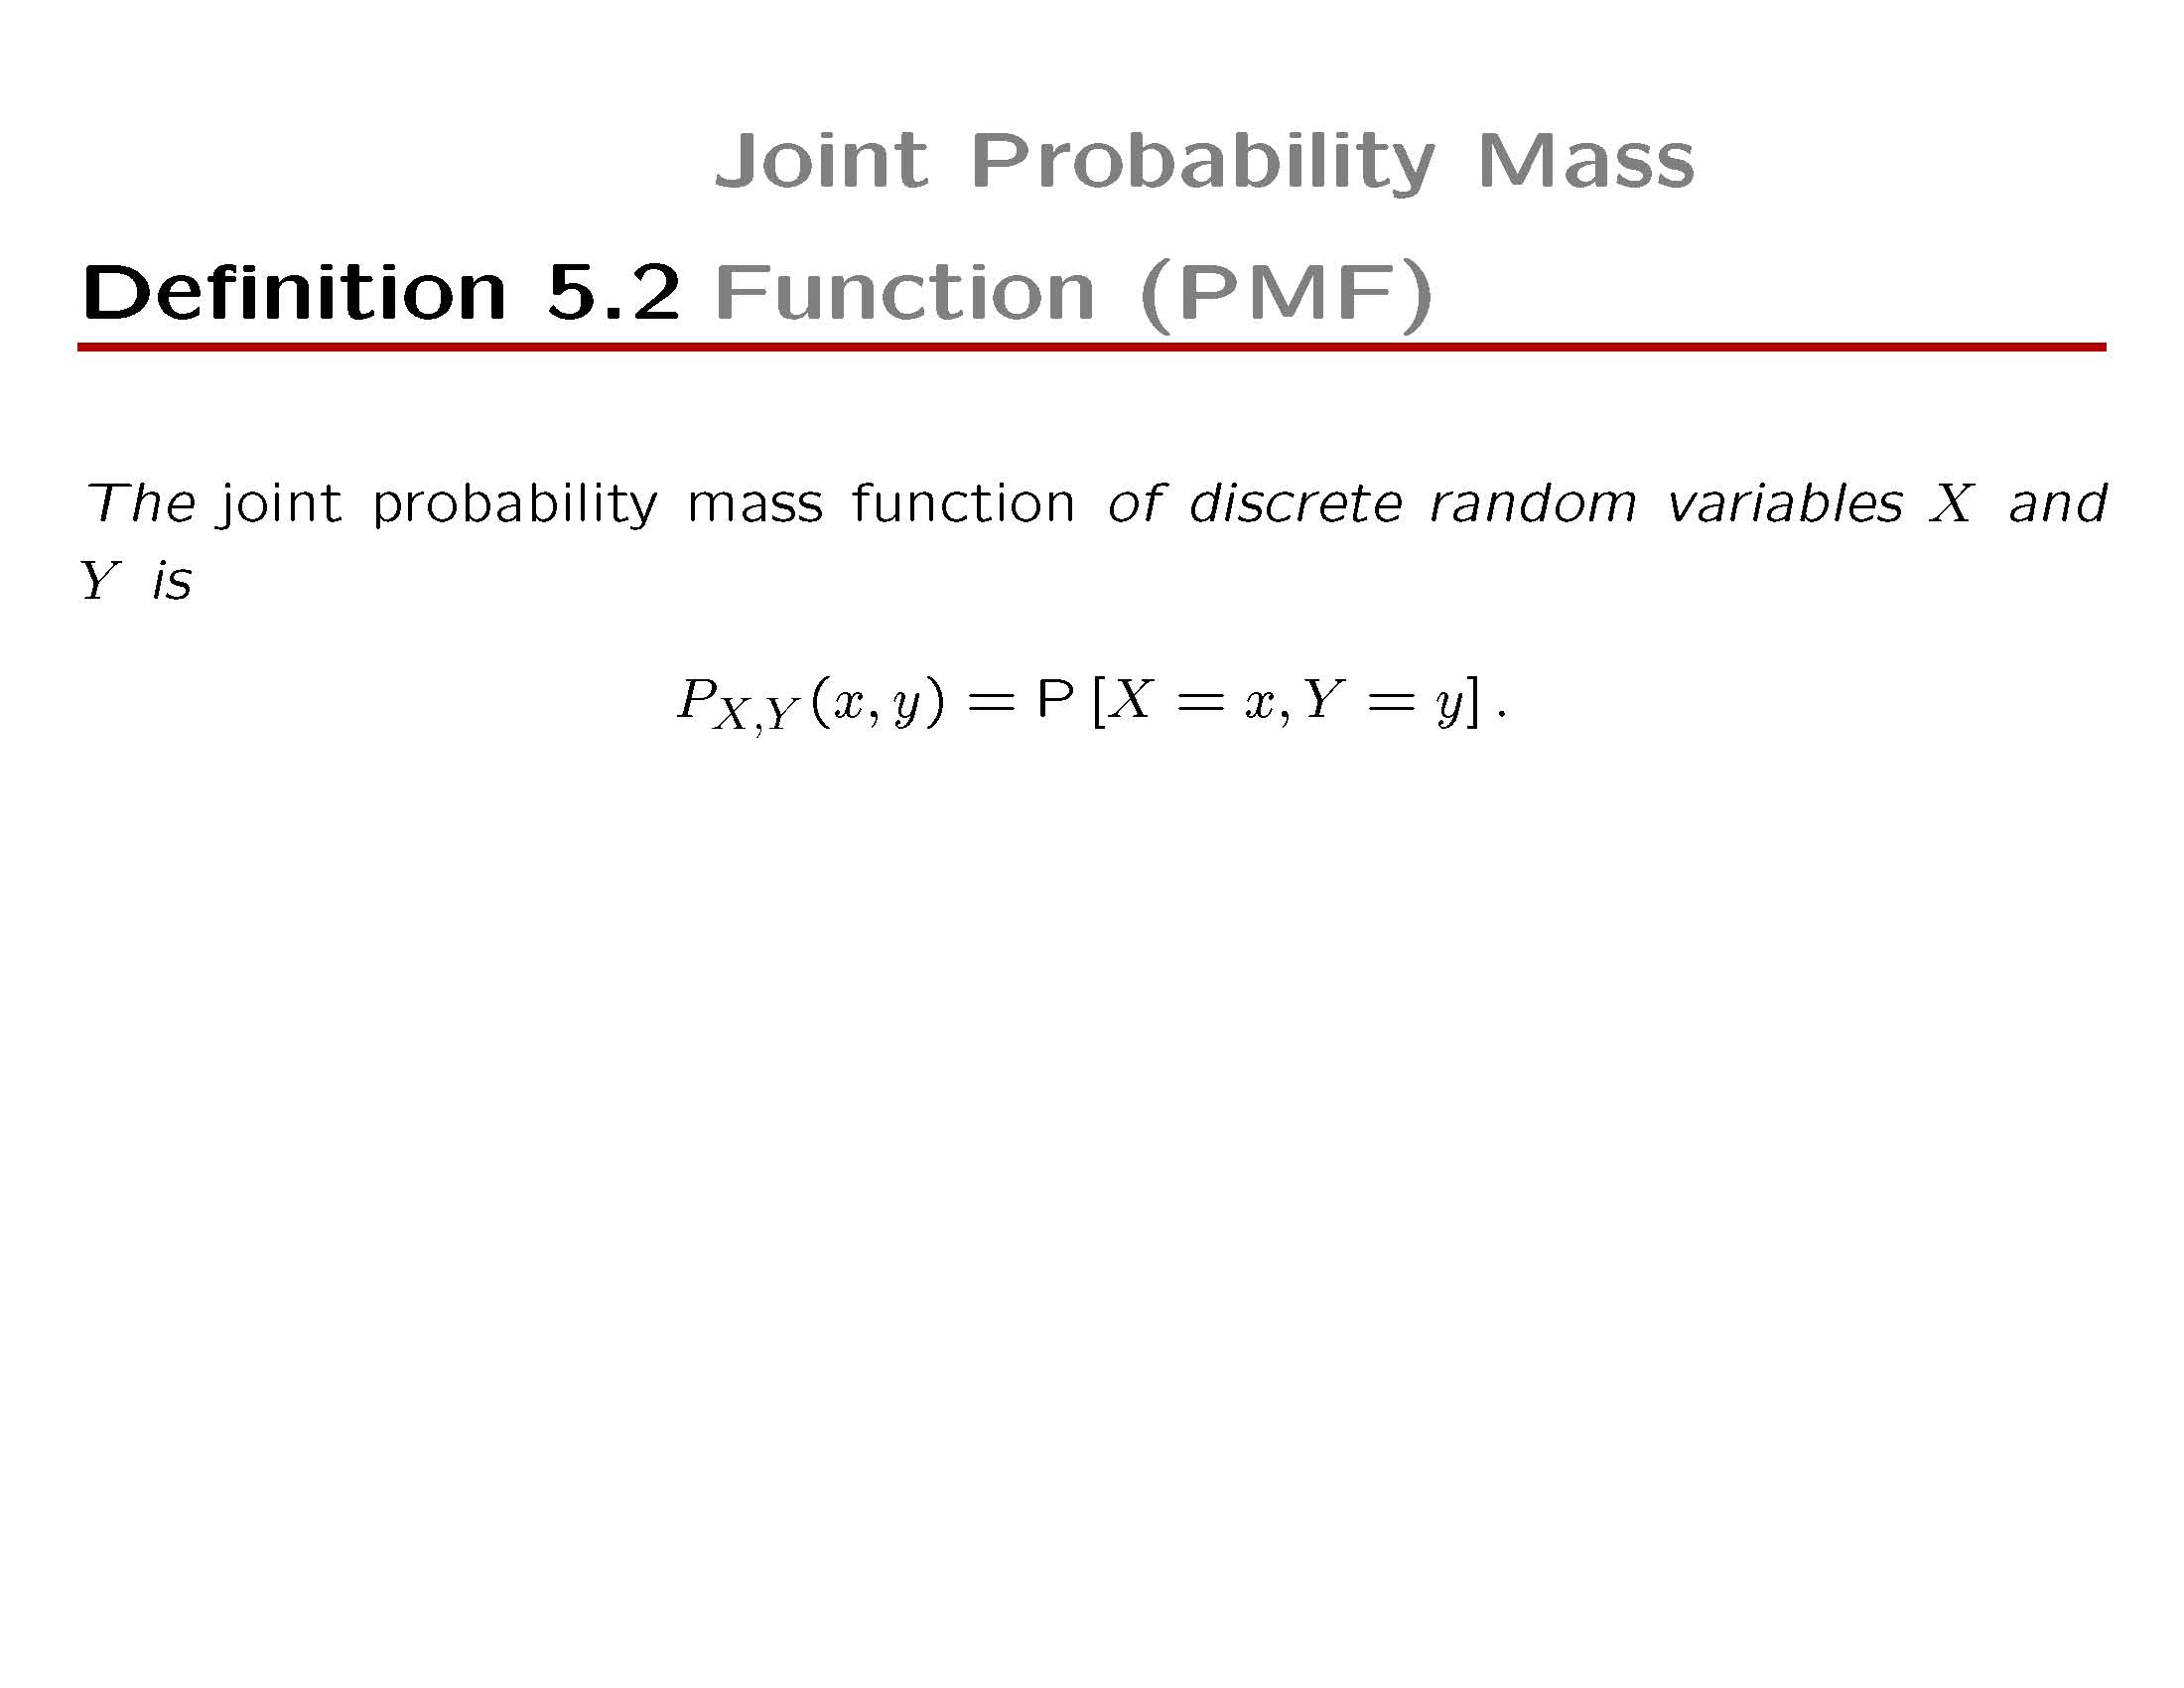 Joint Probability Mass
Definition 5.2 Function (PMF)
The joint probability mass function of discrete random variables X and
Y is
P_{X,Y}(x, y) = P [X = x, Y = y] .